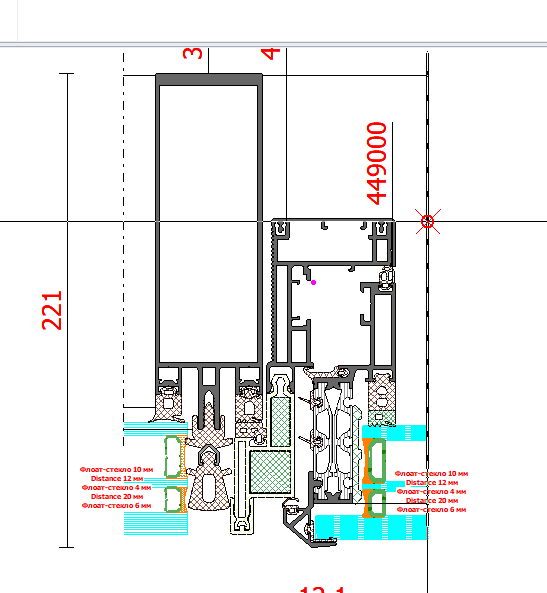 3
4
449000
221
Флоат-стекло 10 мм
Distance 12 мм
Флоат-стекло 4 мм
Distance 20 мм
Флоат-стекло 6 мм
Флоат-стекло 10 мм
Distance 12 мм
Флоат-стекло 4 мм
Distance 20 мм
Флоат-стекло 6 мм